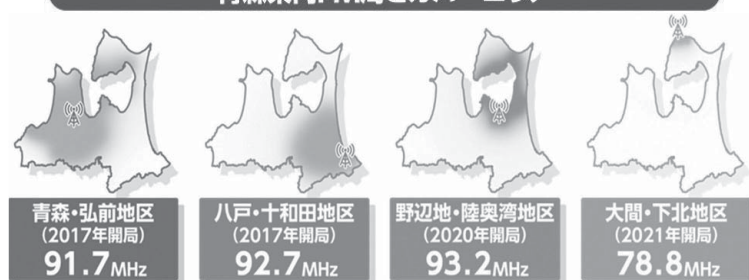 青森・弘前地区
(2017年開局)
91.7MHz
八戸・十和田地区
(2017年開局)
92.7MHz
野辺地・陸奥湾地区
(2020年開局)
93.2MHz
大間・下北地区
(2021年開局)
78.8MHz